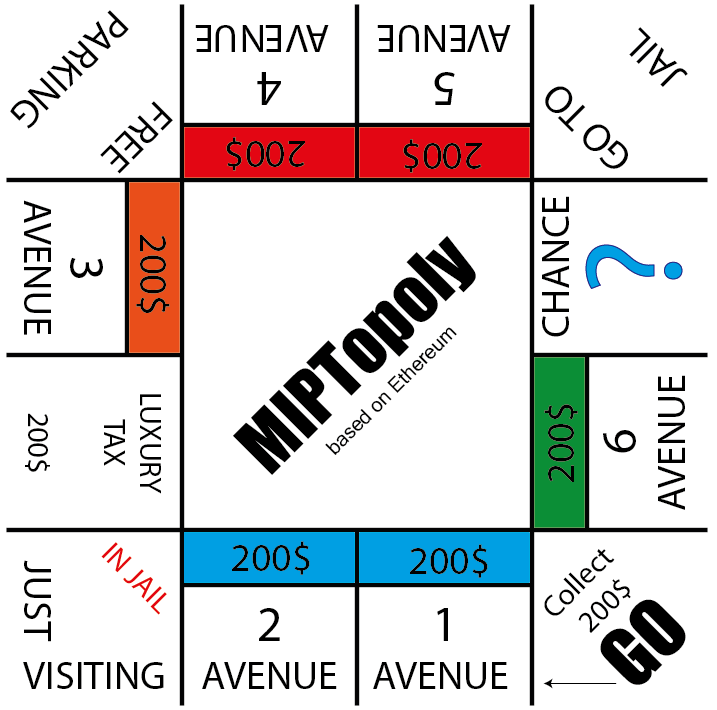 FREE
PARKING
200$
4
AVENUE
200$
5
AVENUE
GO TO
JAIL
200$
3
AVENUE
MIPTopoly
based on Ethereum
CHANCE
?
LUXURY
TAX
200$
200$
6
AVENUE
IN JAIL
JUST
VISITING
200$
2
AVENUE
200$
1
AVENUE
Collect
200$
GO